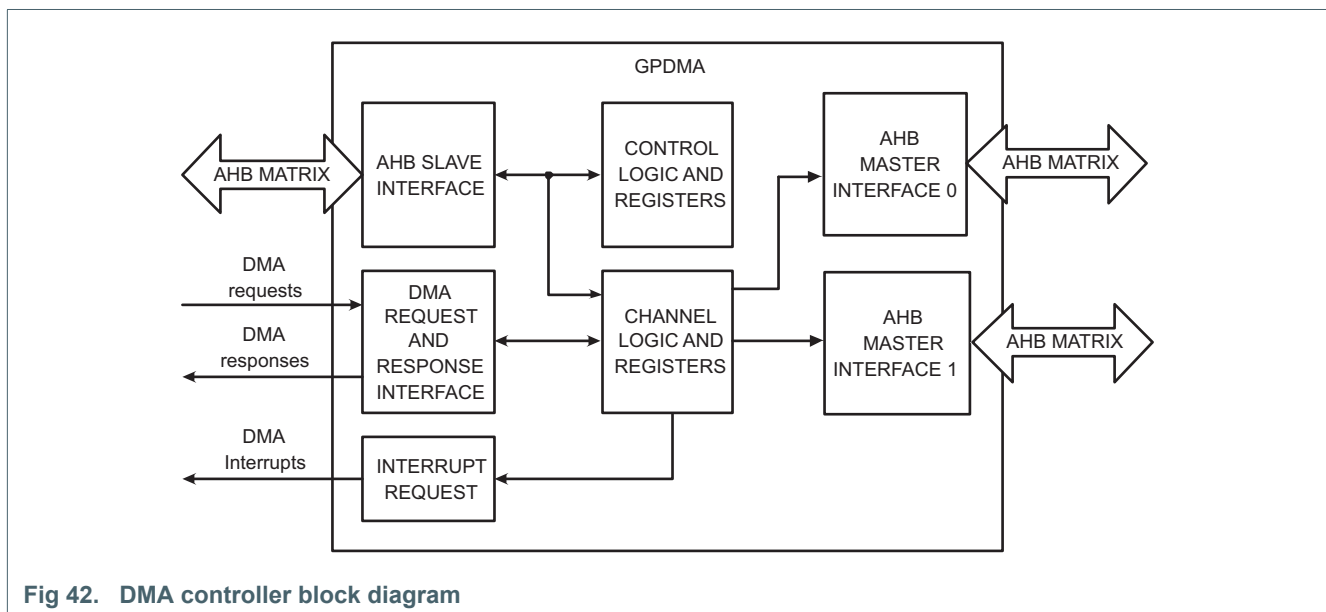 GPDMA
AHB MATRIX
AHB SLAVE
INTERFACE
CONTROL
LOGIC AND
REGISTERS
AHB
MASTER
INTERFACE 0
AHB MATRIX
DMA
requests
DMA
responses
DMA
REQUEST
AND
RESPONSE
INTERFACE
CHANNEL
LOGIC AND
REGISTERS
AHB
MASTER
INTERFACE 1
AHB MATRIX
DMA
Interrupts
INTERRUPT
REQUEST
Fig 42. DMA controller block diagram